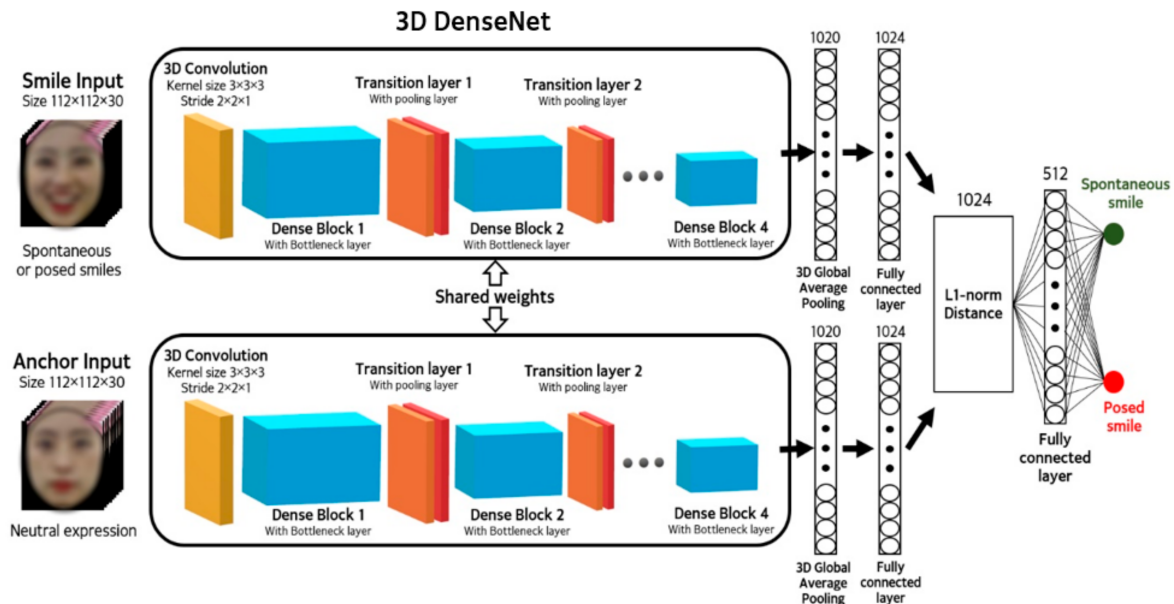 3D DenseNet
Smile Input
Size 112×112×30
Spontaneous
or posed smiles
3D Convolution
Kernel size 3×3×3
Stride 2×2×1
Transition layer 1
With pooling layer
Transition layer 2
With pooling layer
Dense Block 1
With Bottleneck layer
Dense Block 2
With Bottleneck layer
Dense Block 4
With Bottleneck layer
1020
1024
3D Global
Average
Pooling
Fully
connected
layer
Shared weights
Anchor Input
Size 112×112×30
Neutral expression
3D Convolution
Kernel size 3×3×3
Stride 2×2×1
Transition layer 1
With pooling layer
Transition layer 2
With pooling layer
Dense Block 1
With Bottleneck layer
Dense Block 2
With Bottleneck layer
Dense Block 4
With Bottleneck layer
1020
1024
3D Global
Average
Pooling
Fully
connected
layer
1024
L1-norm
Distance
512
Fully
connected
layer
Spontaneous
smile
Posed
smile